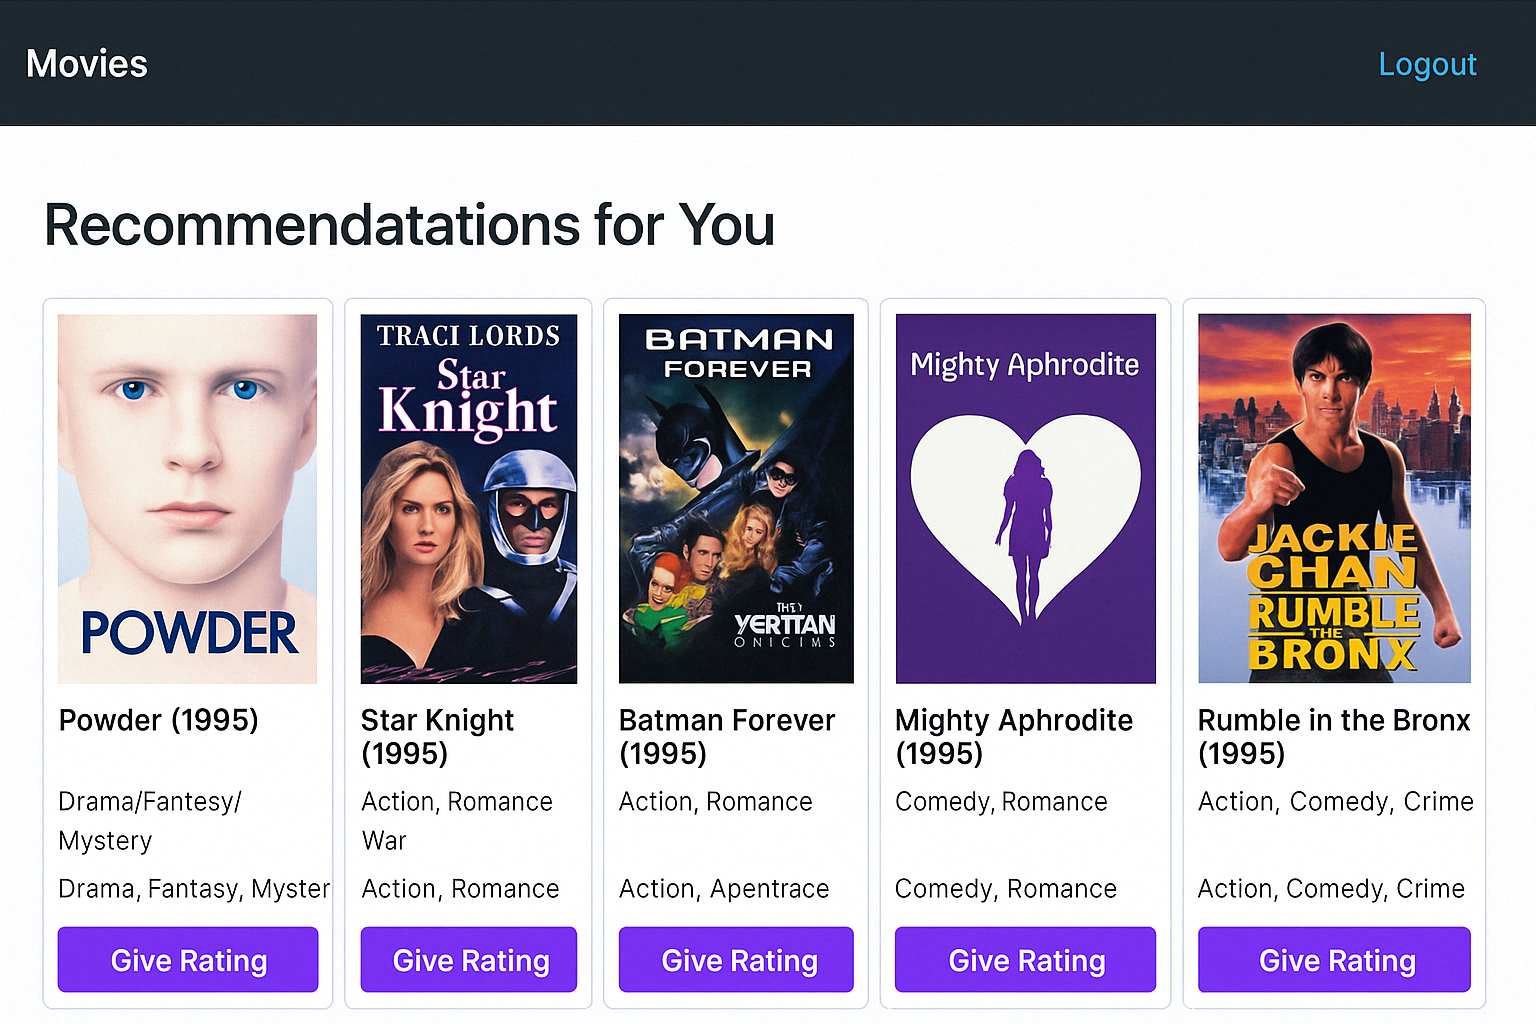 Movies
Logout
Recommendatations for You
POWDER
TRACI LORDS
Star
Knight
BATMAN
FOREVER
THEY
YERTTAN
ONICIMS
Mighty Aphrodite
JACKIE
CHAN
RUMBLE
THE
BRONX
Powder (1995)
Star Knight
(1995)
Batman Forever
(1995)
Mighty Aphrodite
(1995)
Rumble in the Bronx
(1995)
Drama/Fantesy/
Mystery
Action, Romance
War
Action, Romance
Comedy, Romance
Action, Comedy, Crime
Drama, Fantasy, Myster
Action, Romance
Action, Apentrace
Comedy, Romance
Action, Comedy, Crime
Give Rating
Give Rating
Give Rating
Give Rating
Give Rating